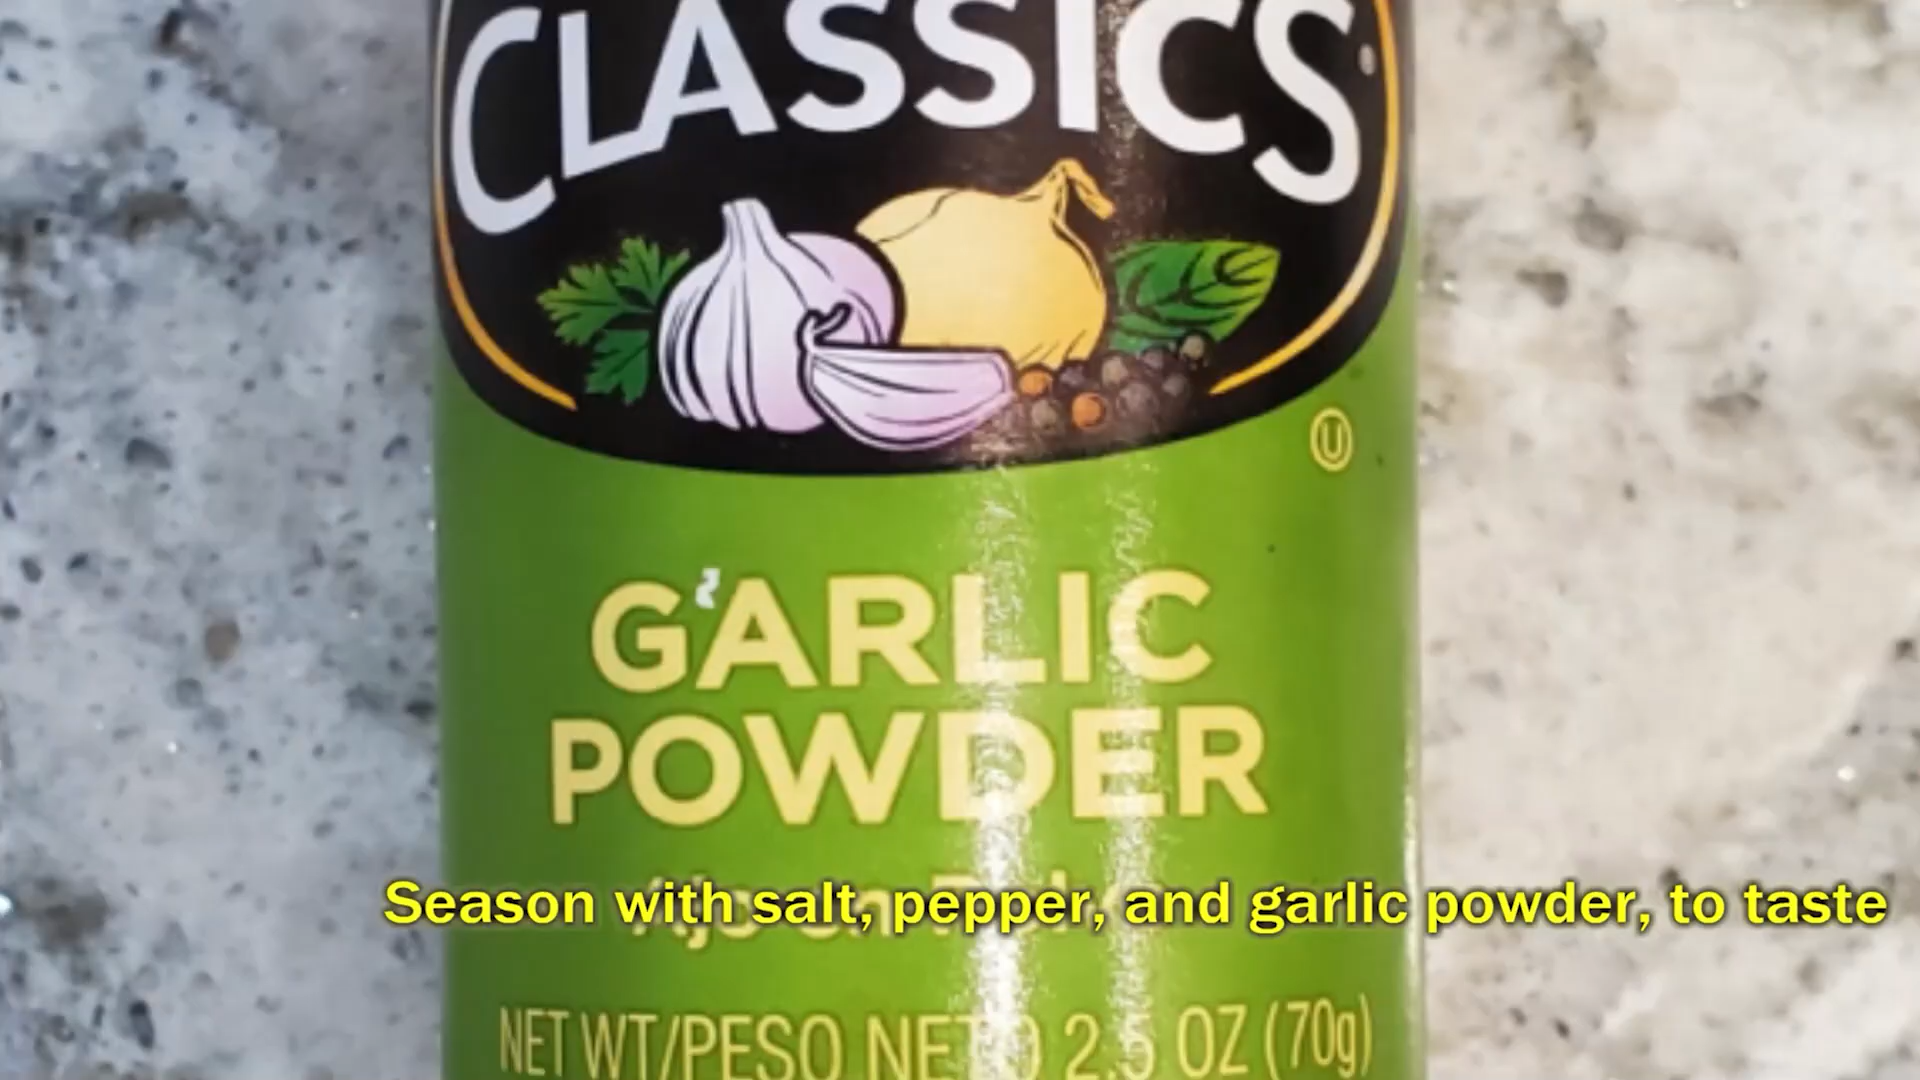 CLASSICS
U
GARLIC
POWDER
Season with salt, pepper, and garlic powder, to taste
NET WT/PESO NETO 2.5 OZ (70g)